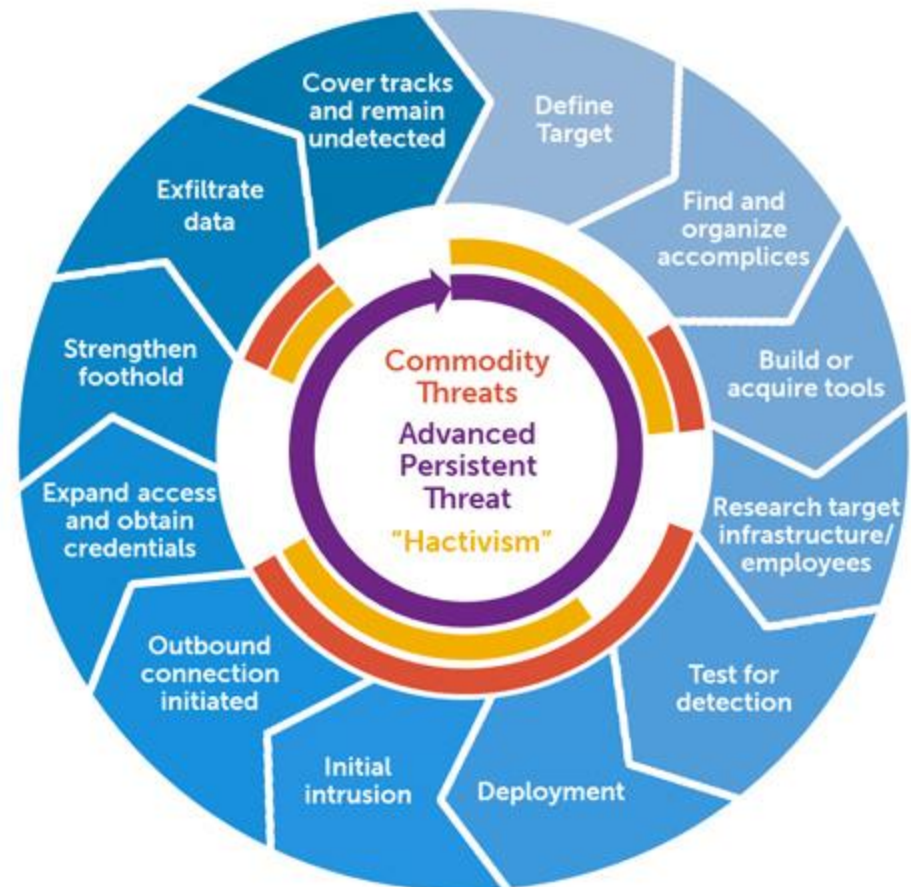 Cover tracks
and remain
undetected
Define
Target
Find and
organize
accomplices
Build or
acquire tools
Research target
infrastructure/
employees
Test for
detection
Deployment
Initial
intrusion
Outbound
connection
initiated
Expand access
and obtain
credentials
Strengthen
foothold
Exfiltrate
data
Commodity
Threats
Advanced
Persistent
Threat
"Hactivism"